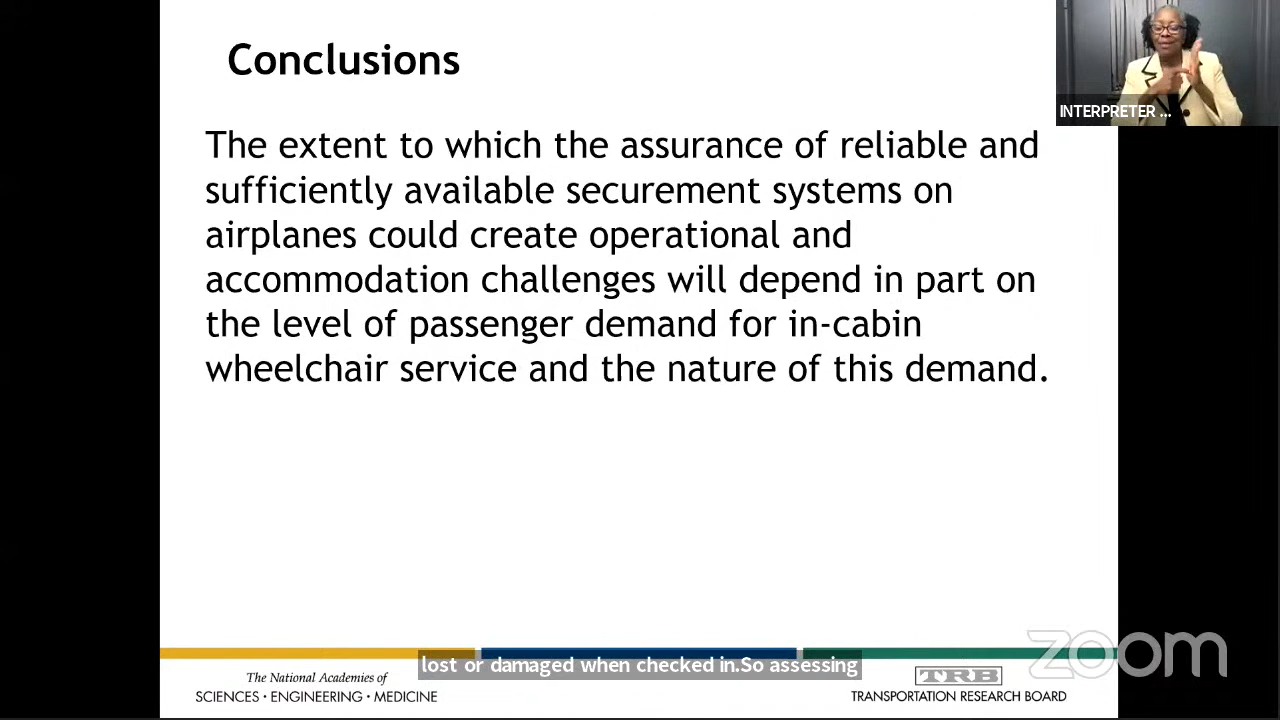 Conclusions
INTERPRETER ...
The extent to which the assurance of reliable and
sufficiently available securement systems on
airplanes could create operational and
accommodation challenges will depend in part on
the level of passenger demand for in-cabin
wheelchair service and the nature of this demand.
zoom
lost or damaged when checked in.So assessing
The National Academies of
SCIENCES • ENGINEERING • MEDICINE
TRB
TRANSPORTATION RESEARCH BOARD